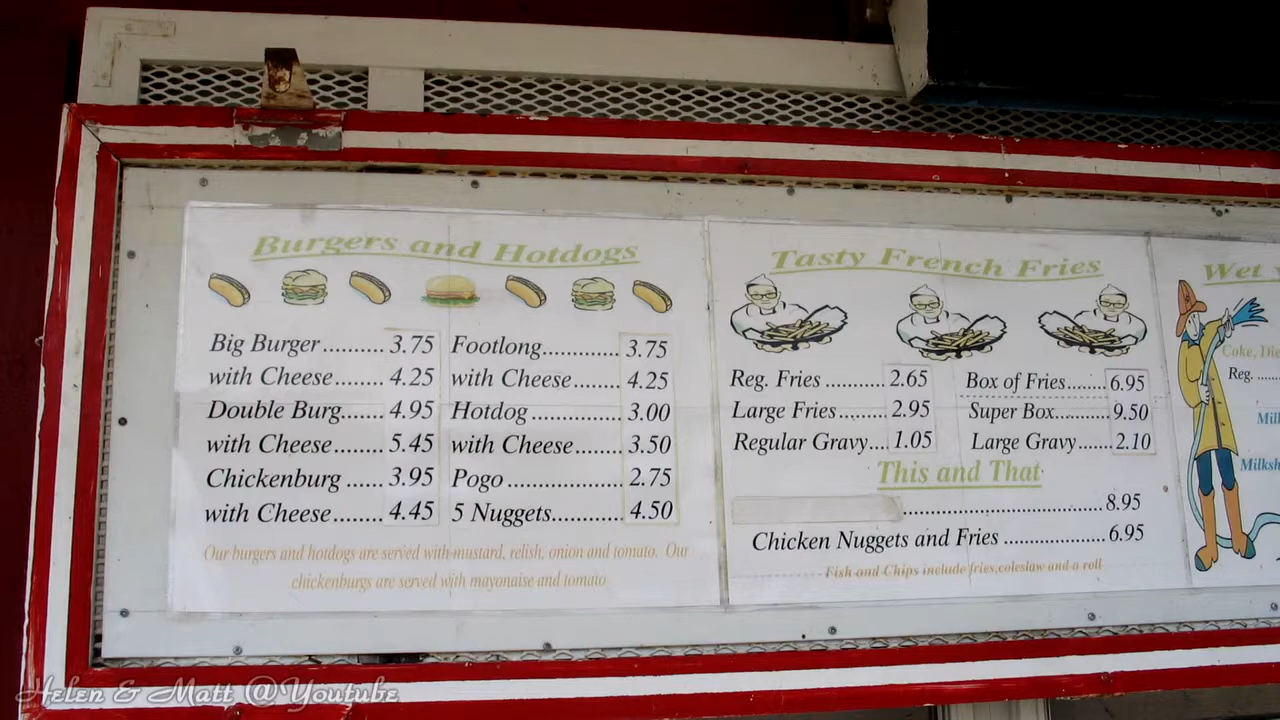 Burgers and Hotdogs
Big Burger........... 3.75
with Cheese........ 4.25
Double Burg....... 4.95
with Cheese........ 5.45
Chickenburg ...... 3.95
with Cheese........ 4.45
Footlong.............. 3.75
with Cheese......... 4.25
Hotdog ................ 3.00
with Cheese......... 3.50
Pogo .................... 2.75
5 Nuggets............. 4.50
Our burgers and hotdogs are served with mustard, relish, onion and tomato. Our
chickenburgs are served with mayonaise and tomato
Tasty French Fries
Reg. Fries ........... 2.65
Large Fries......... 2.95
Regular Gravy.... 1.05
Box of Fries....... 6.95
Super Box.......... 9.50
Large Gravy....... 2.10
This and That
........................................ 8.95
Chicken Nuggets and Fries ...................... 6.95
Fish and Chips include fries,coleslaw and a roll
Wet
Coke,
Reg. ....
Helen & Matt @Youtube